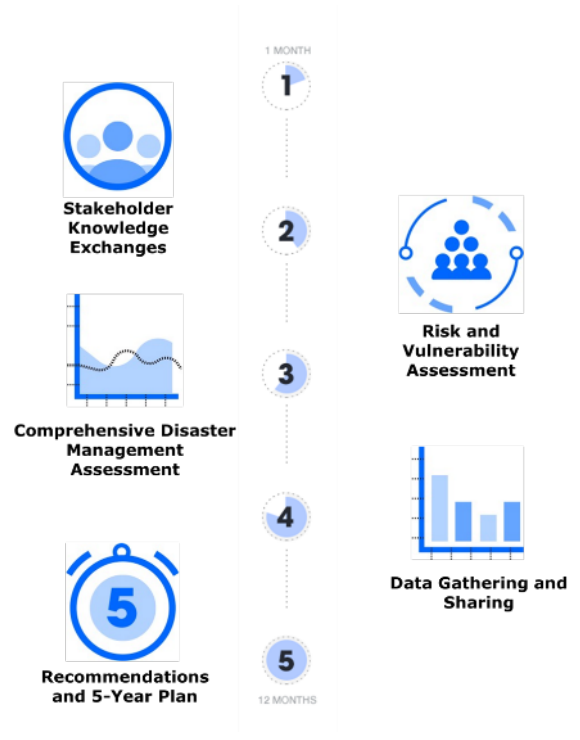 1 MONTH
1
Stakeholder
Knowledge
Exchanges
2
Risk and
Vulnerability
Assessment
3
Comprehensive Disaster
Management
Assessment
4
Data Gathering and
Sharing
5
5
Recommendations
and 5-Year Plan
12 MONTHS